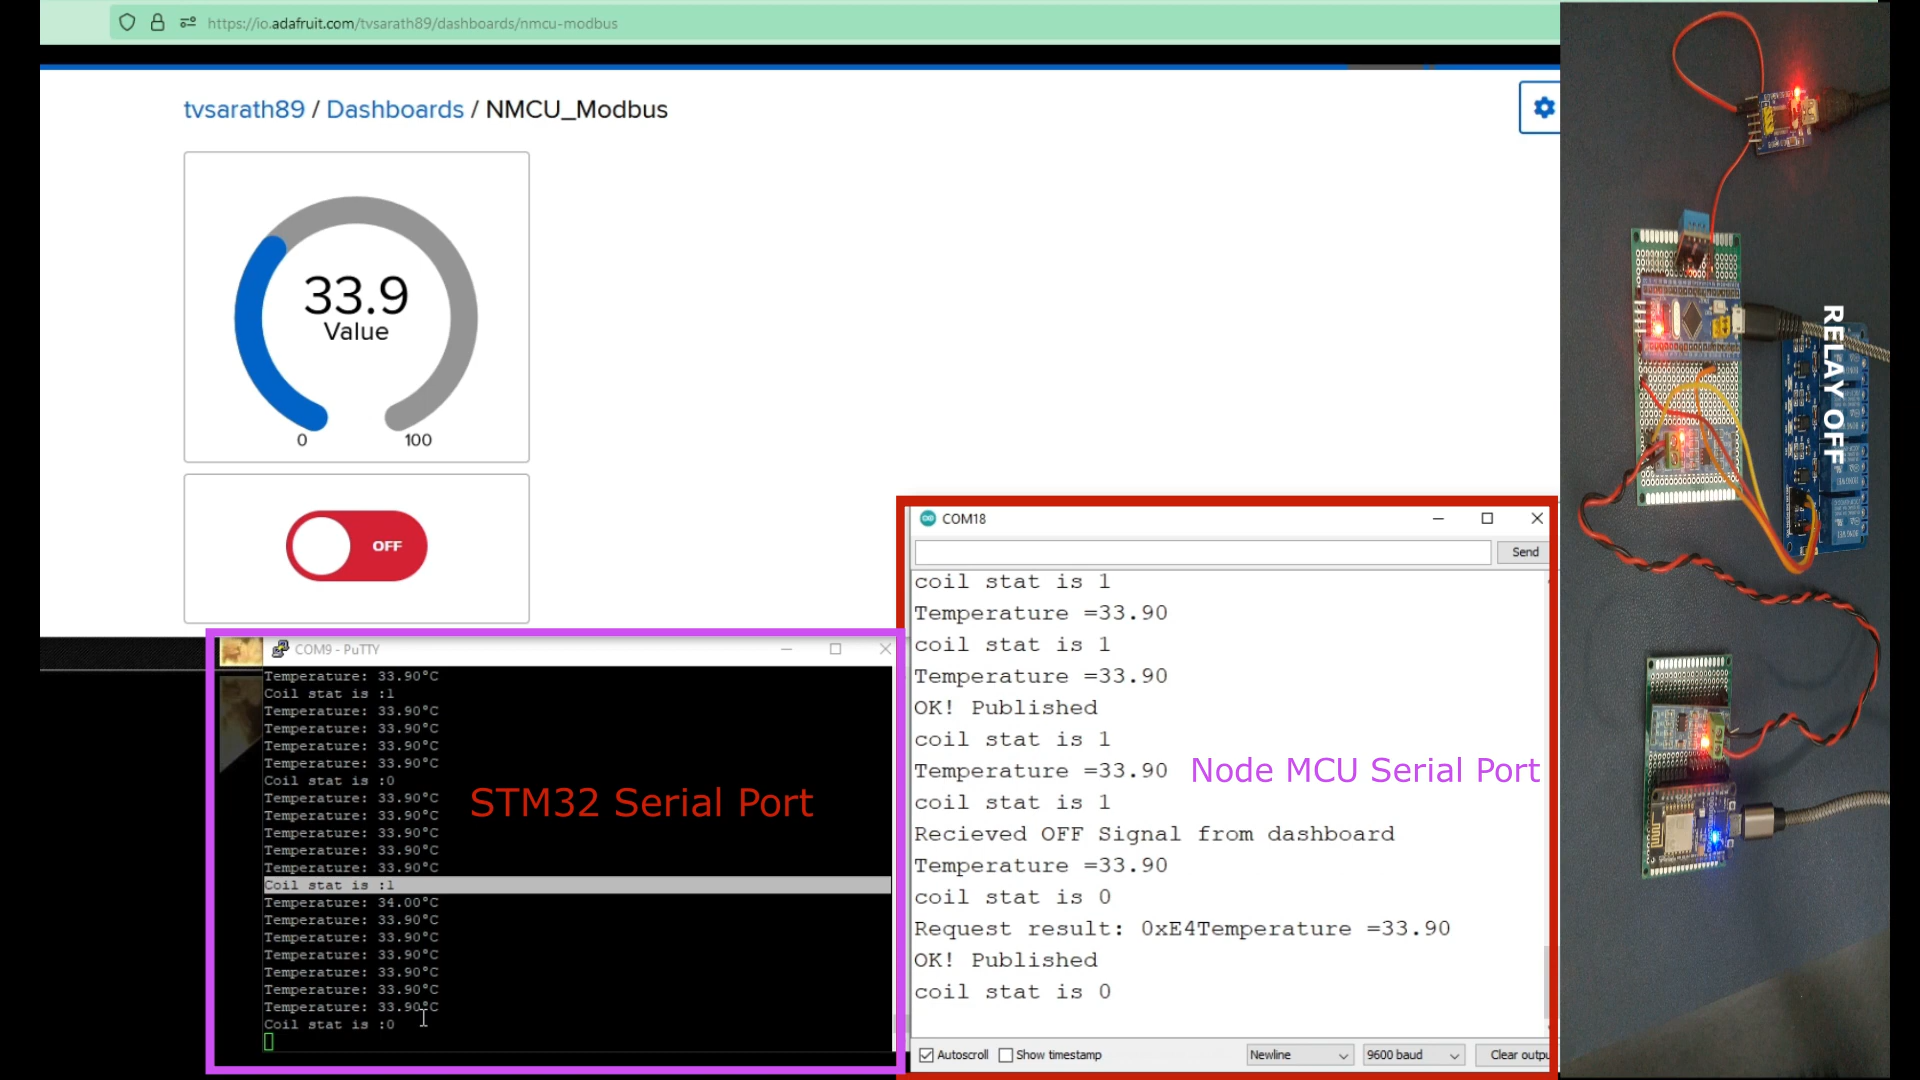 https://io.adafruit.com/tvsarath89/dashboards/nmcu-modbus
tvsarath89 / Dashboards / NMCU_Modbus
33.9
Value
0
100
OFF
COM9 - PuTTY
Temperature: 33.90°C
Coil stat is :1
Temperature: 33.90°C
Temperature: 33.90°C
Temperature: 33.90°C
Temperature: 33.90°C
Coil stat is :0
Temperature: 33.90°C
Temperature: 33.90°C
Temperature: 33.90°C
Temperature: 33.90°C
Temperature: 33.90°C
Coil stat is :1
Temperature: 34.00°C
Temperature: 33.90°C
Temperature: 33.90°C
Temperature: 33.90°C
Temperature: 33.90°C
Temperature: 33.90°C
Temperature: 33.90°C
Coil stat is :0
STM32 Serial Port
COM18
Send
coil stat is 1
Temperature =33.90
coil stat is 1
Temperature =33.90
OK! Published
coil stat is 1
Temperature =33.90
coil stat is 1
Recieved OFF Signal from dashboard
Temperature =33.90
coil stat is 0
Request result: 0xE4Temperature =33.90
OK! Published
coil stat is 0
Node MCU Serial Port
Autoscroll
Show timestamp
Newline
9600 baud
Clear outpu
RELAY OFF